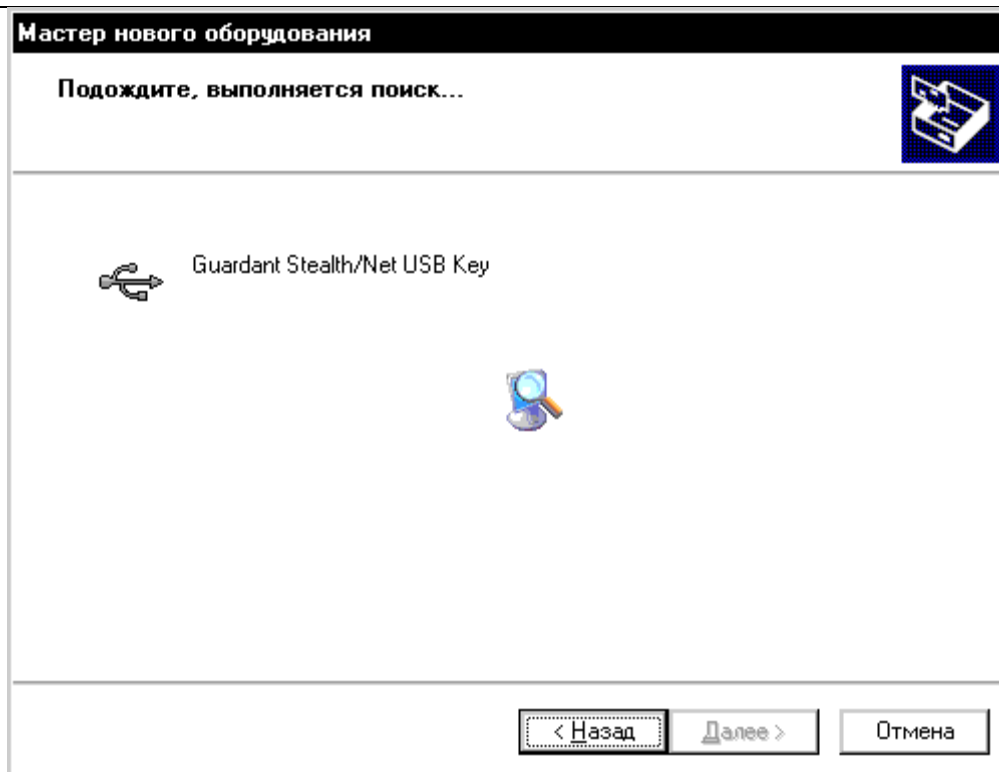 Мастер нового оборудования
Подождите, выполняется поиск...
Guardant Stealth/Net USB Key
< Назад
Далее >
Отмена